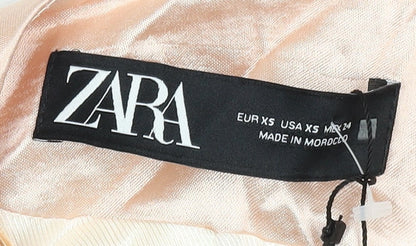 ZARA
EUR XS USA XS MEX 24
MADE IN MOROCCO